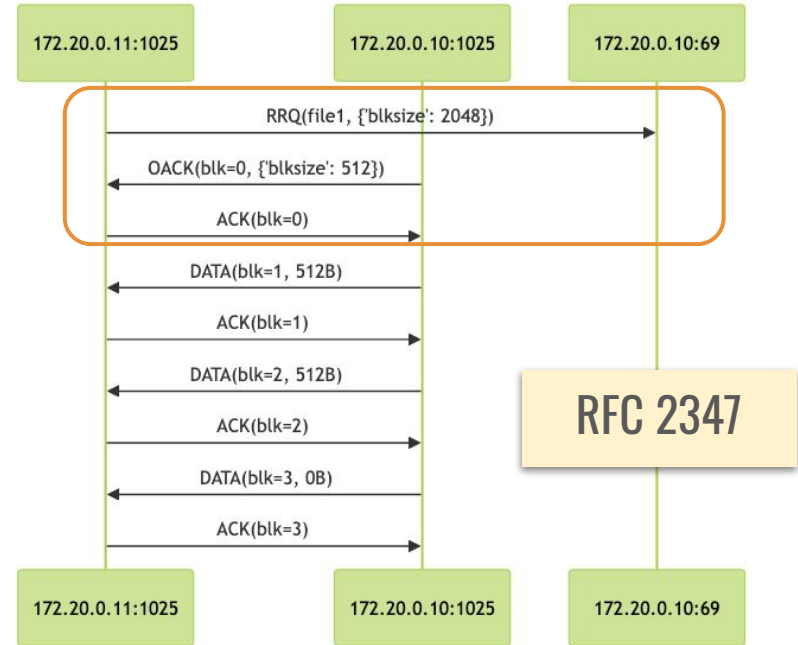 172.20.0.11:1025
172.20.0.10:1025
172.20.0.10:69
RRQ(file1, {'blksize': 2048})
OACK(blk=0, {'blksize': 512})
ACK(blk=0)
DATA(blk=1, 512B)
ACK(blk=1)
DATA(blk=2, 512B)
ACK(blk=2)
DATA(blk=3, 0B)
ACK(blk=3)
RFC 2347
172.20.0.11:1025
172.20.0.10:1025
172.20.0.10:69